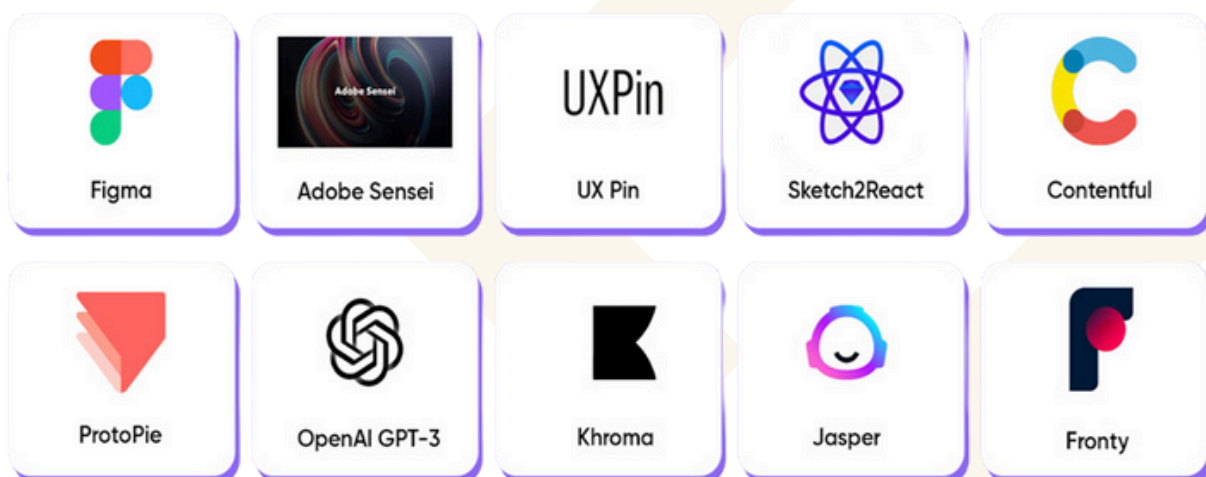 Adobe Sensei
UXPin
Figma
Adobe Sensei
UX Pin
Sketch2React
Contentful
ProtoPie
OpenAI GPT-3
Khroma
Jasper
Fronty